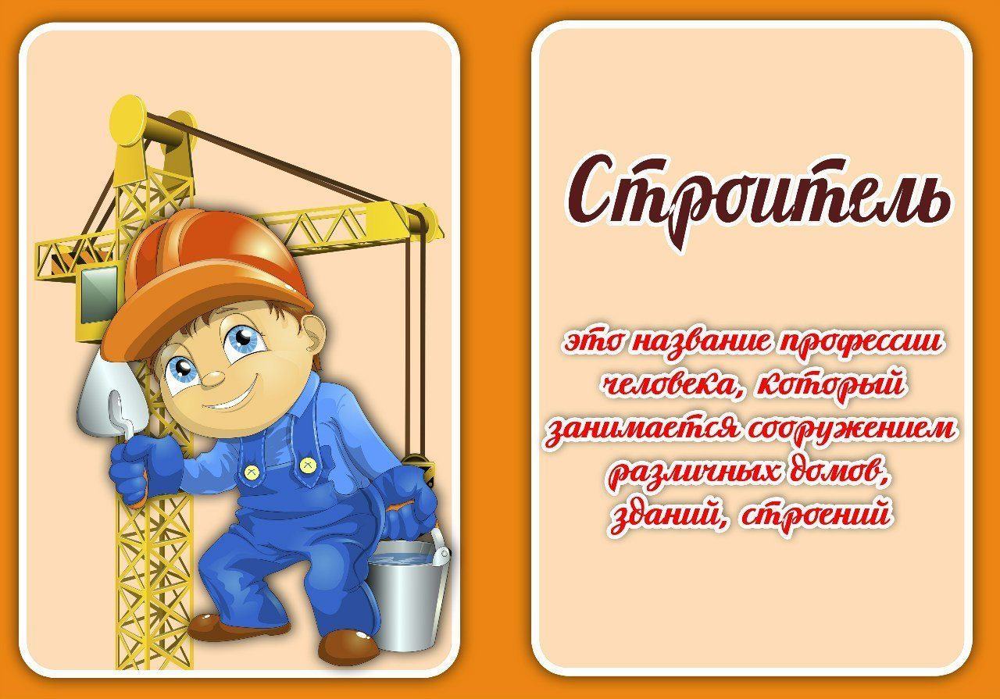 Строитель
это название профессии
человека, который
занимается сооружением
различных домов,
зданий, строений